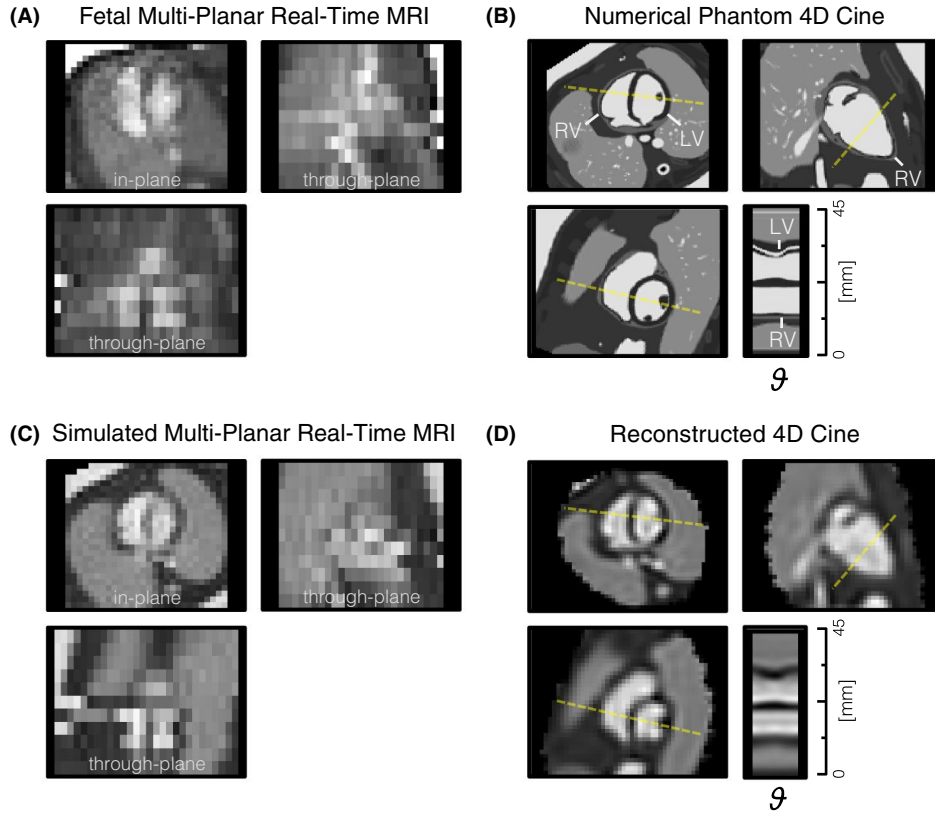 (A) Fetal Multi-Planar Real-Time MRI
in-plane
through-plane
through-plane
(B) Numerical Phantom 4D Cine
RV
LV
RV
LV
RV
45
[mm]
0
ϑ
(C) Simulated Multi-Planar Real-Time MRI
in-plane
through-plane
through-plane
(D) Reconstructed 4D Cine
45
[mm]
0
ϑ